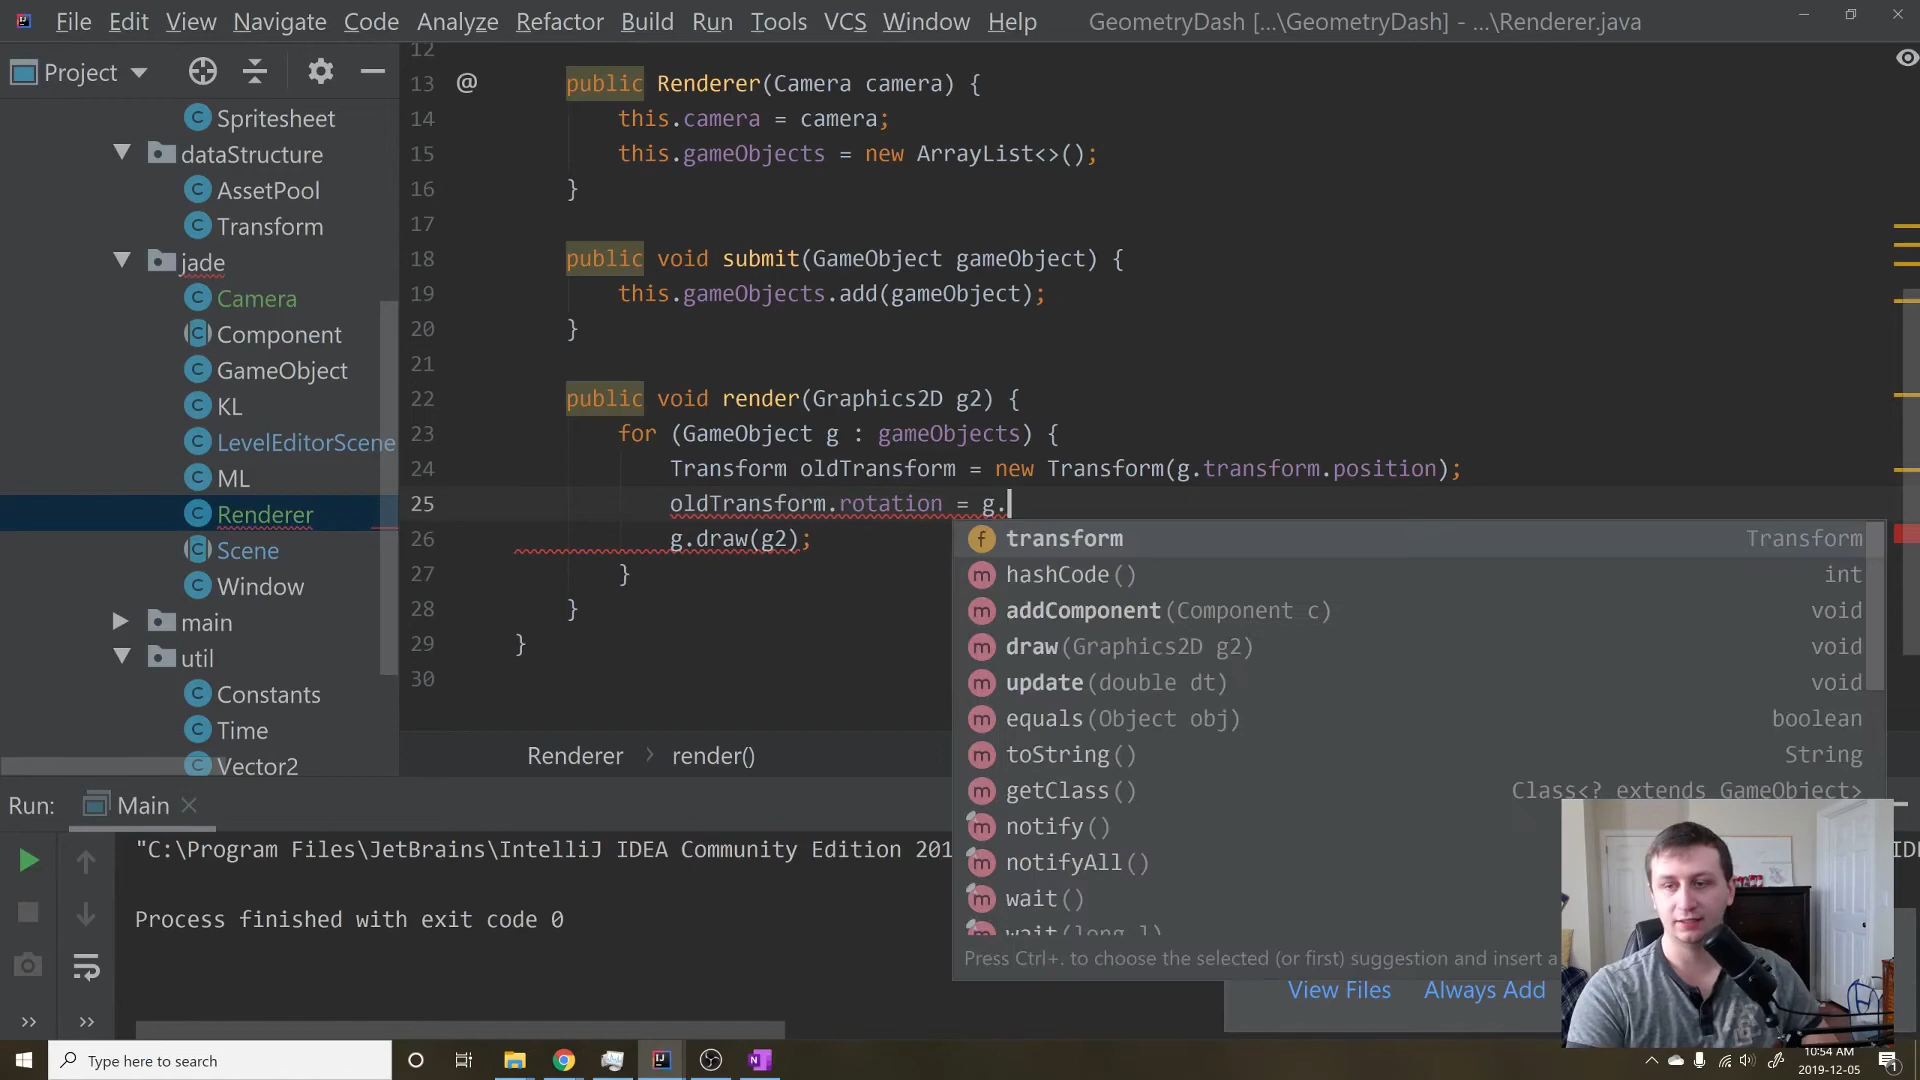 File Edit View Navigate Code Analyze Refactor Build Run Tools VCS Window Help GeometryDash [...\GeometryDash] - ...\Renderer.java
Project
Spritesheet
dataStructure
AssetPool
Transform
jade
Camera
Component
GameObject
KL
LevelEditorScene
ML
Renderer
Scene
Window
main
util
Constants
Time
Vector2
12
13 @ public Renderer(Camera camera) {
14 this.camera = camera;
15 this.gameObjects = new ArrayList<>();
16 }
17
18 public void submit(GameObject gameObject) {
19 this.gameObjects.add(gameObject);
20 }
21
22 public void render(Graphics2D g2) {
23 for (GameObject g : gameObjects) {
24 Transform oldTransform = new Transform(g.transform.position);
25 oldTransform.rotation = g.
26 g.draw(g2);
27 }
28 }
29 }
30
transform Transform
hashCode() int
addComponent(Component c) void
draw(Graphics2D g2) void
update(double dt) void
equals(Object obj) boolean
toString() String
getClass() Class<? extends GameObject>
notify()
notifyAll()
wait()
wait(long l)
Press Ctrl+. to choose the selected (or first) suggestion and insert a
Renderer > render()
View Files Always Add
Run: Main
"C:\Program Files\JetBrains\IntelliJ IDEA Community Edition 201
Process finished with exit code 0
Type here to search
10:54 AM
2019-12-05